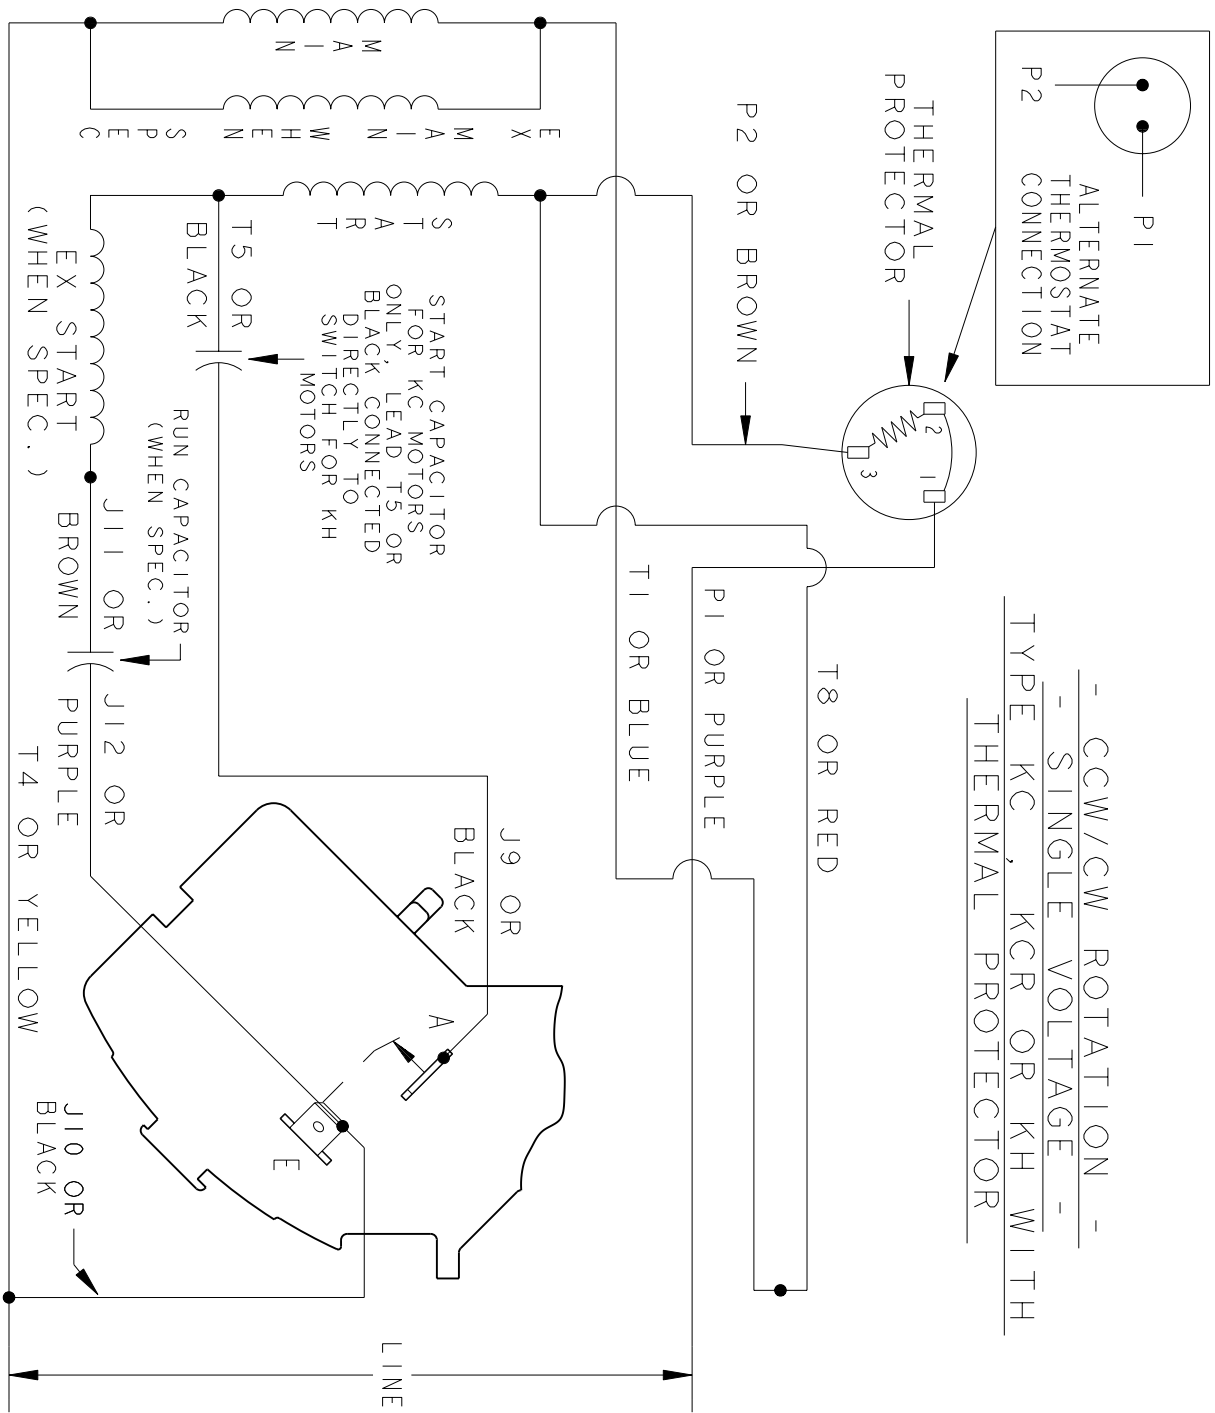 - CCW/CW ROTATION -
- SINGLE VOLTAGE -
TYPE KC, KCR OR KH WITH
THERMAL PROTECTOR
P2
P1
ALTERNATE
THERMOSTAT
CONNECTION
THERMAL
PROTECTOR
2
1
3
P2 OR BROWN
T8 OR RED
P1 OR PURPLE
T1 OR BLUE
MAIN
EX MAIN WHEN SPEC
START
START CAPACITOR
FOR KC MOTORS
ONLY, LEAD T5 OR
BLACK CONNECTED
DIRECTLY TO
SWITCH FOR KH
MOTORS
T5 OR
BLACK
J9 OR
BLACK
RUN CAPACITOR
(WHEN SPEC.)
EX START
(WHEN SPEC.)
J11 OR
BROWN
J12 OR
PURPLE
T4 OR YELLOW
A
E
J10 OR
BLACK
LINE